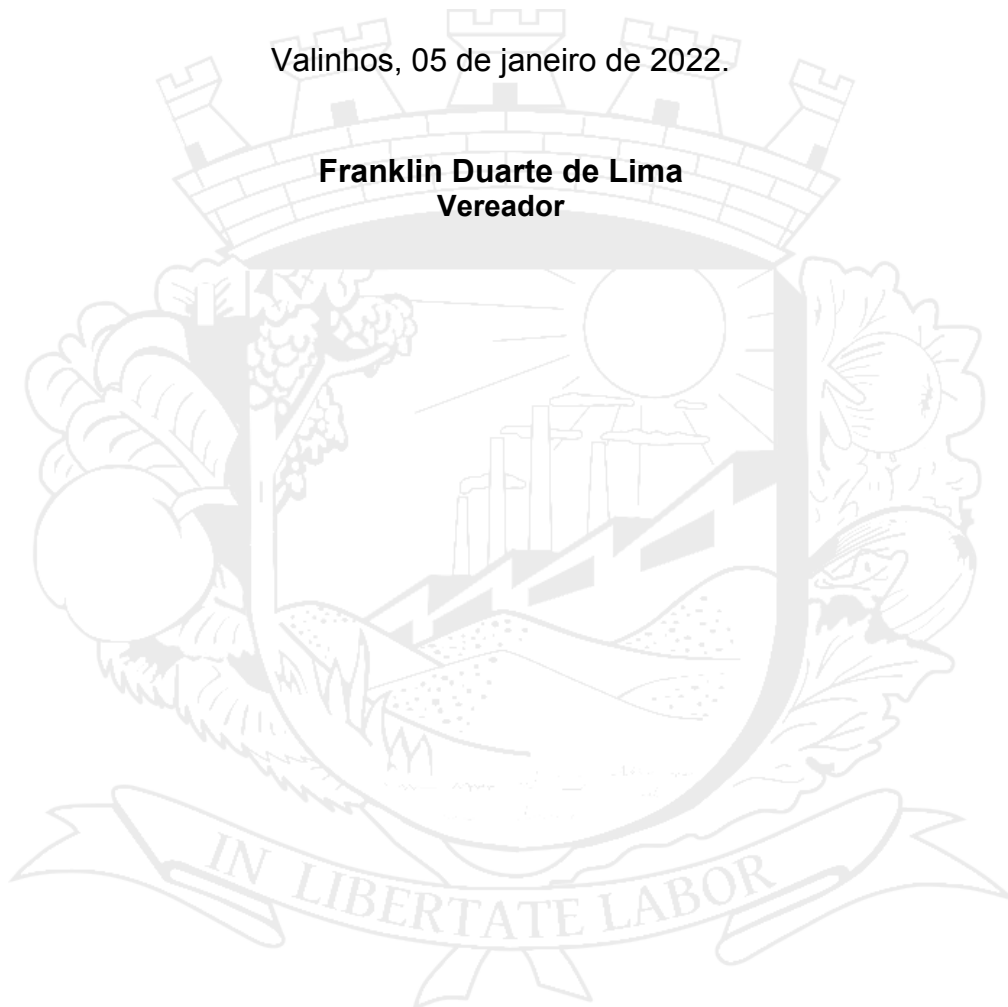 Valinhos, 05 de janeiro de 2022.
Franklin Duarte de Lima
Vereador
IN LIBERTATE LABOR